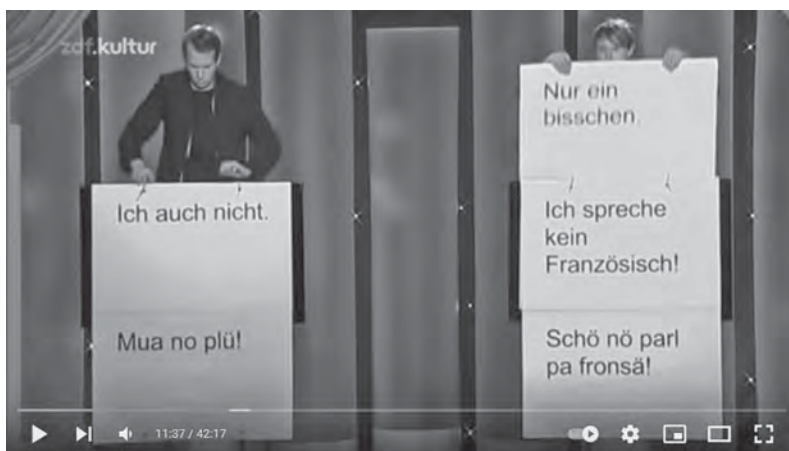 zdf.kultur
Ich auch nicht.
Mua no plü!
Nur ein
bisschen.
Ich spreche
kein
Französisch!
Schö nö parl
pa fronsä!
11:37 / 42:17